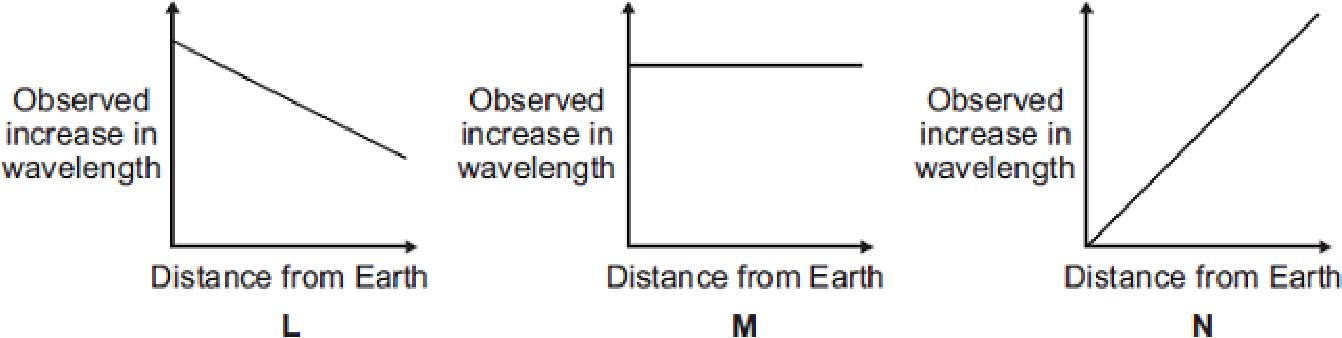 Observed
increase in
wavelength
Distance from Earth
L
Observed
increase in
wavelength
Distance from Earth
M
Observed
increase in
wavelength
Distance from Earth
N